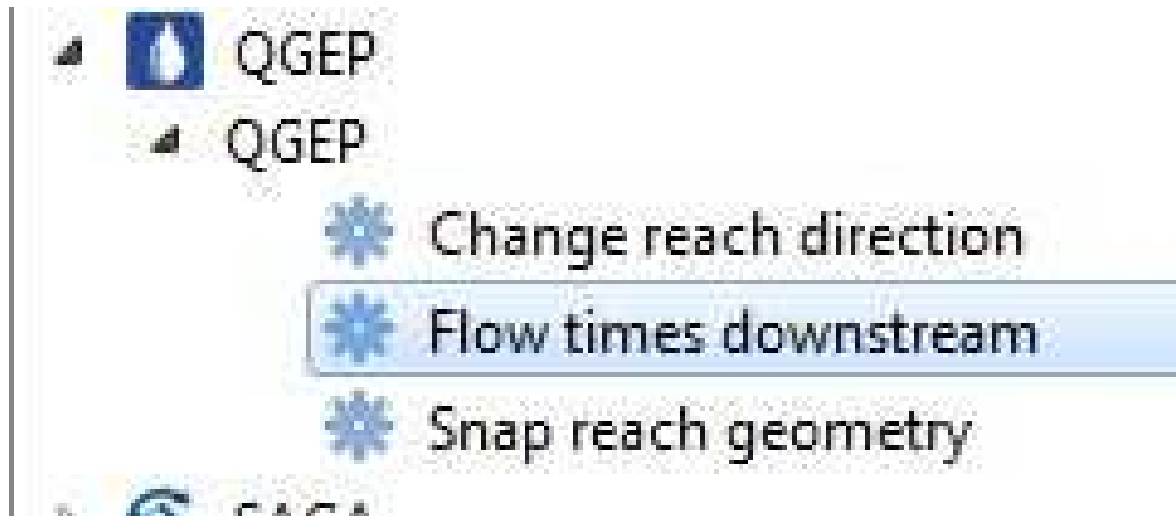 QGEP
QGEP
Change reach direction
Flow times downstream
Snap reach geometry